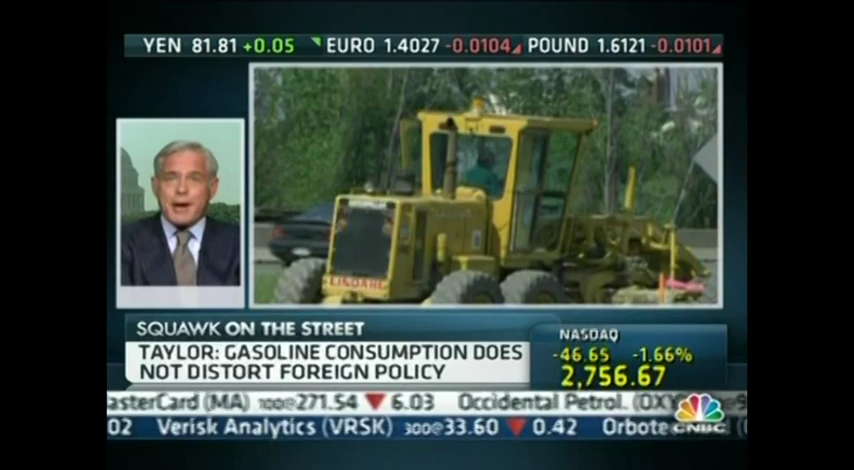 YEN 81.81 +0.05 EURO 1.4027 -0.0104 POUND 1.6121 -0.0101
LINDAHL
SQUAWK ON THE STREET
TAYLOR: GASOLINE CONSUMPTION DOES
NOT DISTORT FOREIGN POLICY
NASDAQ
-46.65 -1.66%
2,756.67
asterCard (MA) 100@271.54 6.03 Occidental Petrol. (OXY
CNBC
02 Verisk Analytics (VRSK) 300@33.60 0.42 Orbote